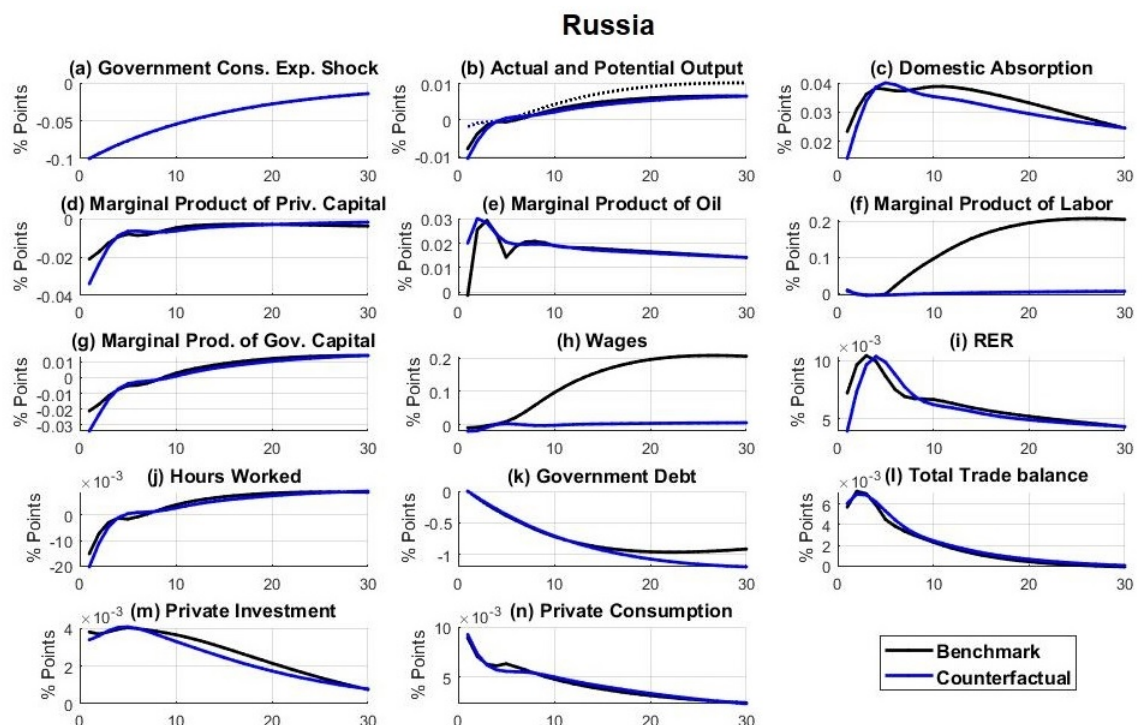 Russia
(a) Government Cons. Exp. Shock
% Points
0
-0.05
-0.1
0 10 20 30
(b) Actual and Potential Output
% Points
0.01
0
-0.01
0 10 20 30
(c) Domestic Absorption
% Points
0.04
0.03
0.02
0 10 20 30
(d) Marginal Product of Priv. Capital
% Points
0
-0.02
-0.04
0 10 20 30
(e) Marginal Product of Oil
% Points
0.03
0.02
0.01
0
0 10 20 30
(f) Marginal Product of Labor
% Points
0.2
0.1
0
0 10 20 30
(g) Marginal Prod. of Gov. Capital
% Points
0.01
0
-0.01
-0.02
-0.03
0 10 20 30
(h) Wages
% Points
0.2
0.1
0
0 10 20 30
(i) RER
× 10-3
% Points
10
5
0 10 20 30
(j) Hours Worked
× 10-3
% Points
0
-10
-20
0 10 20 30
(k) Government Debt
% Points
0
-0.5
-1
0 10 20 30
(l) Total Trade balance
× 10-3
% Points
6
4
2
0
0 10 20 30
(m) Private Investment
× 10-3
% Points
4
2
0
0 10 20 30
(n) Private Consumption
× 10-3
% Points
10
5
0 10 20 30
Benchmark
Counterfactual